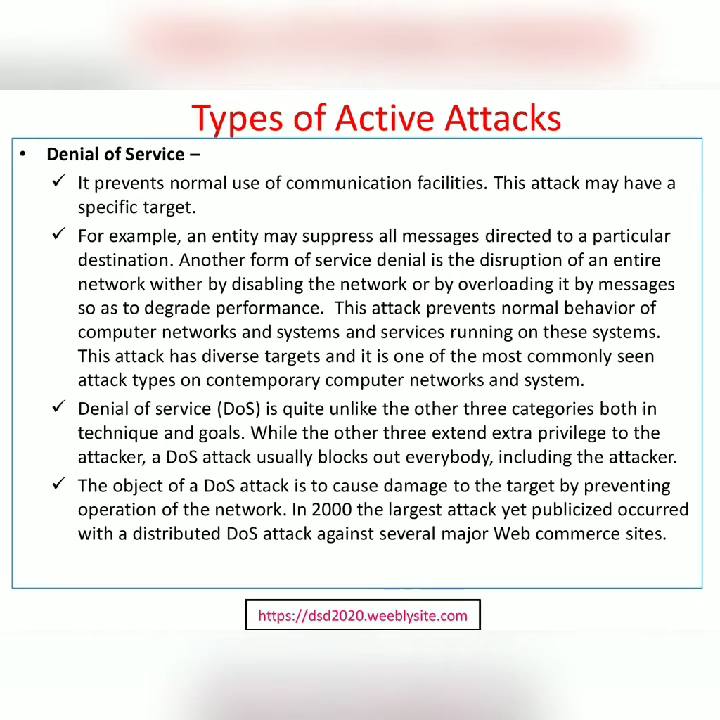 Types of Active Attacks
• Denial of Service –
✓ It prevents normal use of communication facilities. This attack may have a
specific target.
✓ For example, an entity may suppress all messages directed to a particular
destination. Another form of service denial is the disruption of an entire
network wither by disabling the network or by overloading it by messages
so as to degrade performance. This attack prevents normal behavior of
computer networks and systems and services running on these systems.
This attack has diverse targets and it is one of the most commonly seen
attack types on contemporary computer networks and system.
✓ Denial of service (DoS) is quite unlike the other three categories both in
technique and goals. While the other three extend extra privilege to the
attacker, a DoS attack usually blocks out everybody, including the attacker.
✓ The object of a DoS attack is to cause damage to the target by preventing
operation of the network. In 2000 the largest attack yet publicized occurred
with a distributed DoS attack against several major Web commerce sites.
https://dsd2020.weeblysite.com